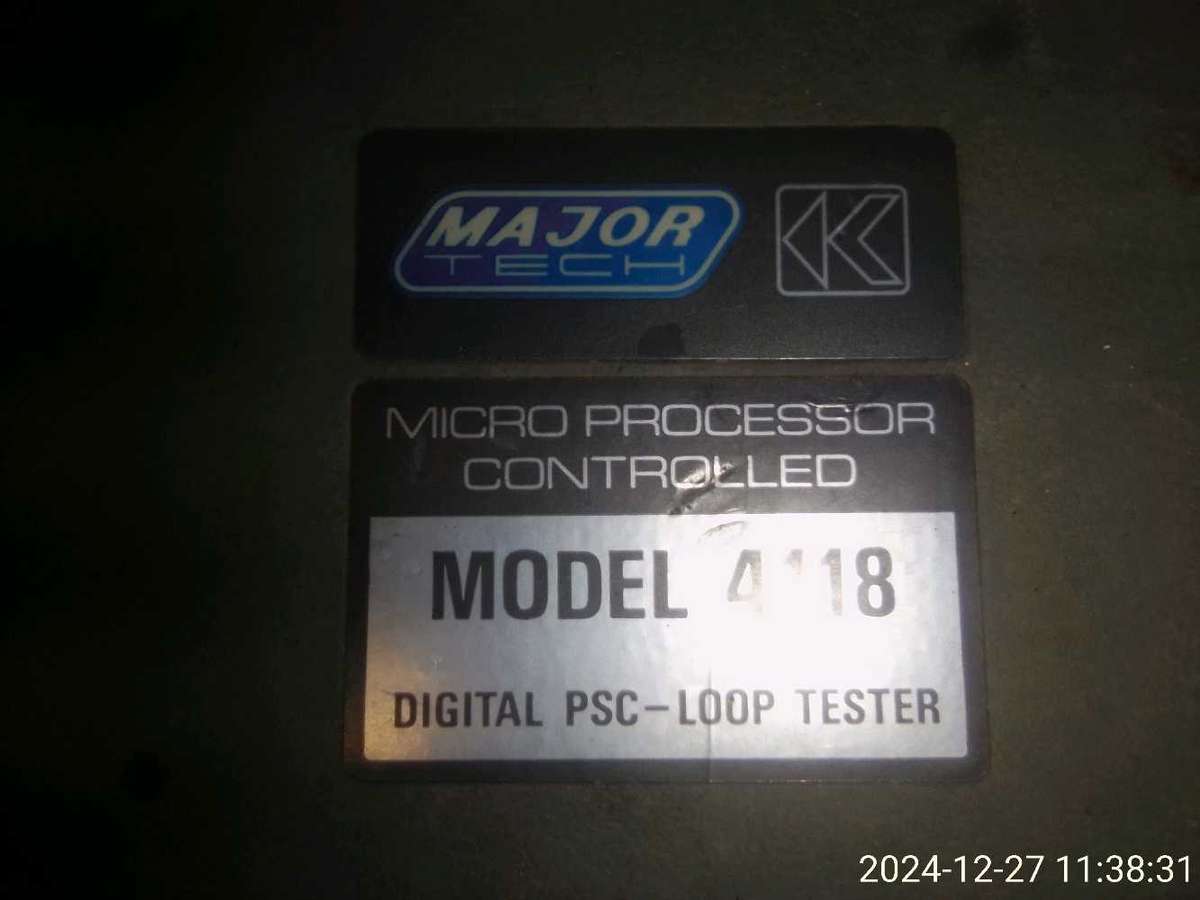 MAJOR
TECH
K
MICRO PROCESSOR
CONTROLLED
MODEL 4118
DIGITAL PSC-LOOP TESTER
2024-12-27 11:38:31